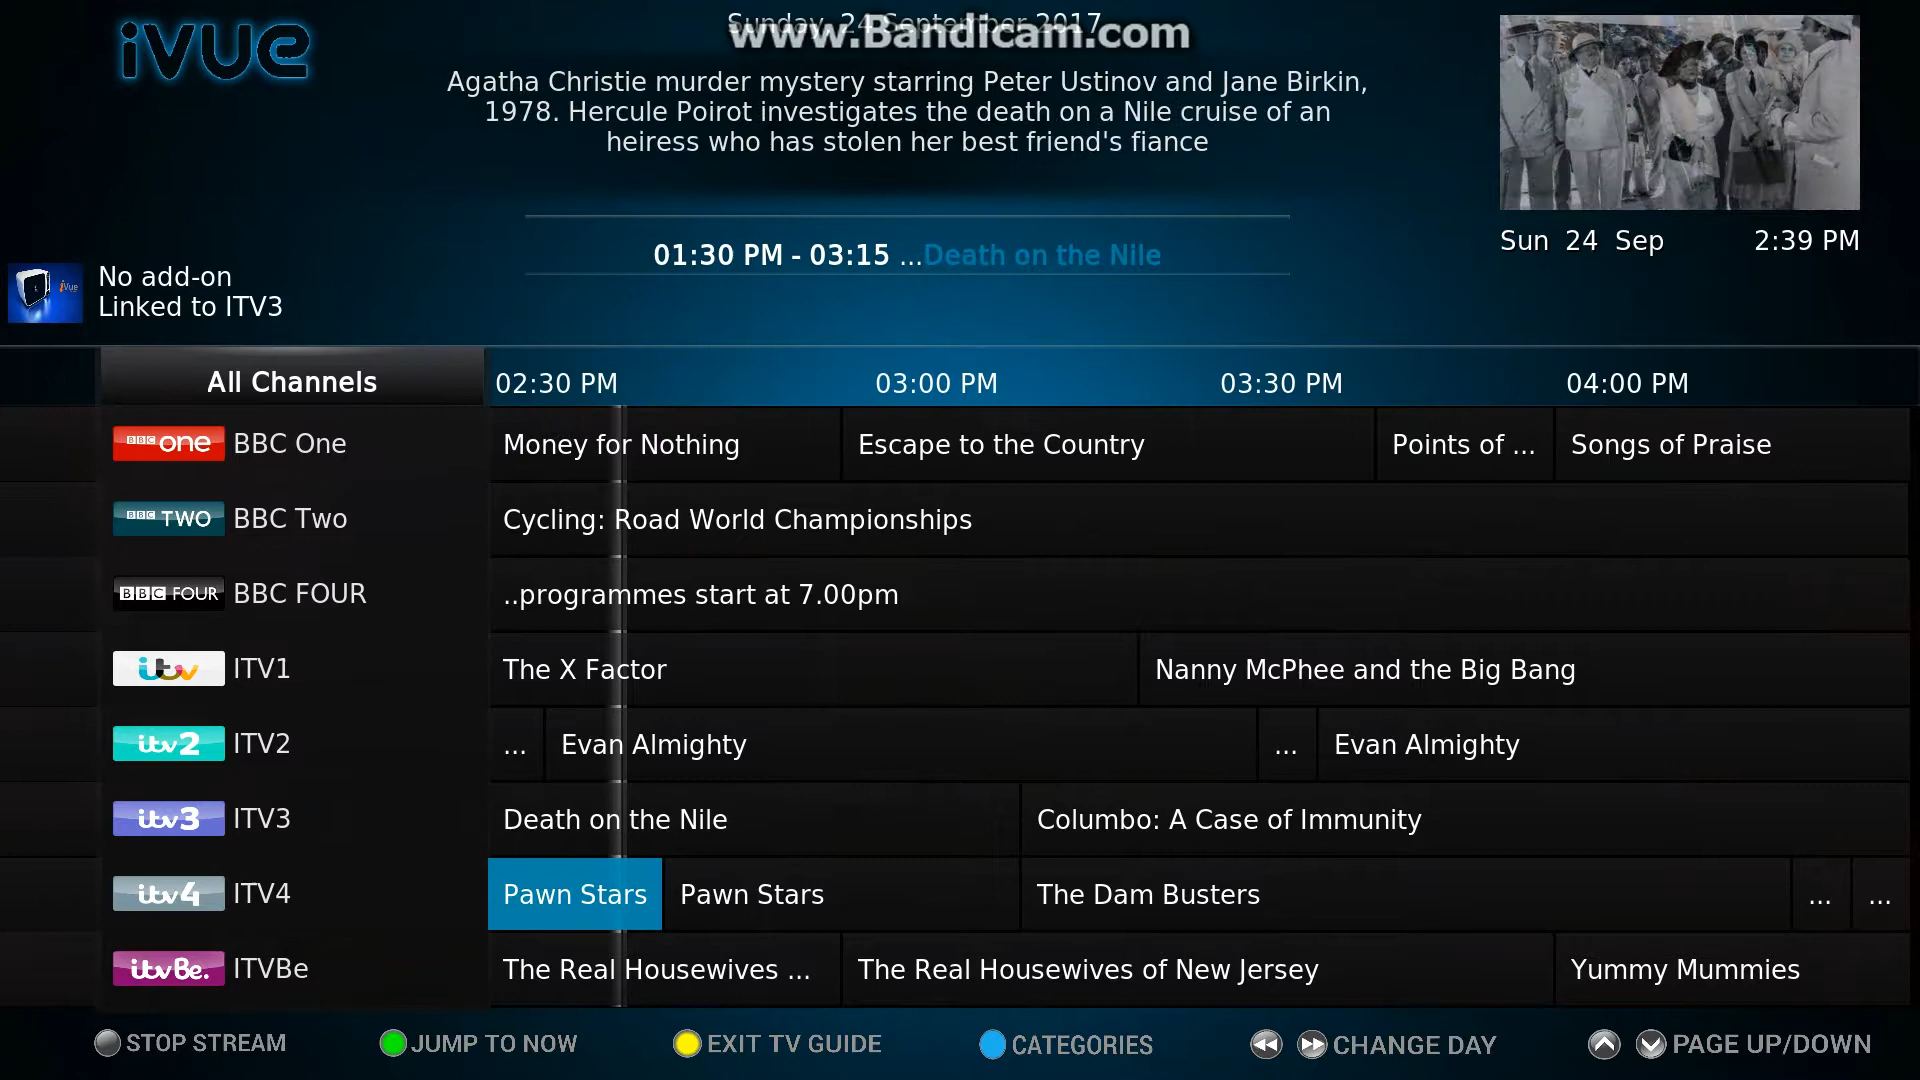 iVUE
Sunday, 24 September 2017
www.Bandicam.com
Agatha Christie murder mystery starring Peter Ustinov and Jane Birkin,
1978. Hercule Poirot investigates the death on a Nile cruise of an
heiress who has stolen her best friend's fiance
Sun 24 Sep 2:39 PM
01:30 PM - 03:15 ...Death on the Nile
iVue
No add-on
Linked to ITV3
All Channels 02:30 PM 03:00 PM 03:30 PM 04:00 PM
BBC one BBC One Money for Nothing Escape to the Country Points of ... Songs of Praise
BBC TWO BBC Two Cycling: Road World Championships
BBC FOUR BBC FOUR ..programmes start at 7.00pm
itv ITV1 The X Factor Nanny McPhee and the Big Bang
itv2 ITV2 ... Evan Almighty ... Evan Almighty
itv3 ITV3 Death on the Nile Columbo: A Case of Immunity
itv4 ITV4 Pawn Stars Pawn Stars The Dam Busters ... ...
itvBe. ITVBe The Real Housewives ... The Real Housewives of New Jersey Yummy Mummies
STOP STREAM JUMP TO NOW EXIT TV GUIDE CATEGORIES CHANGE DAY PAGE UP/DOWN